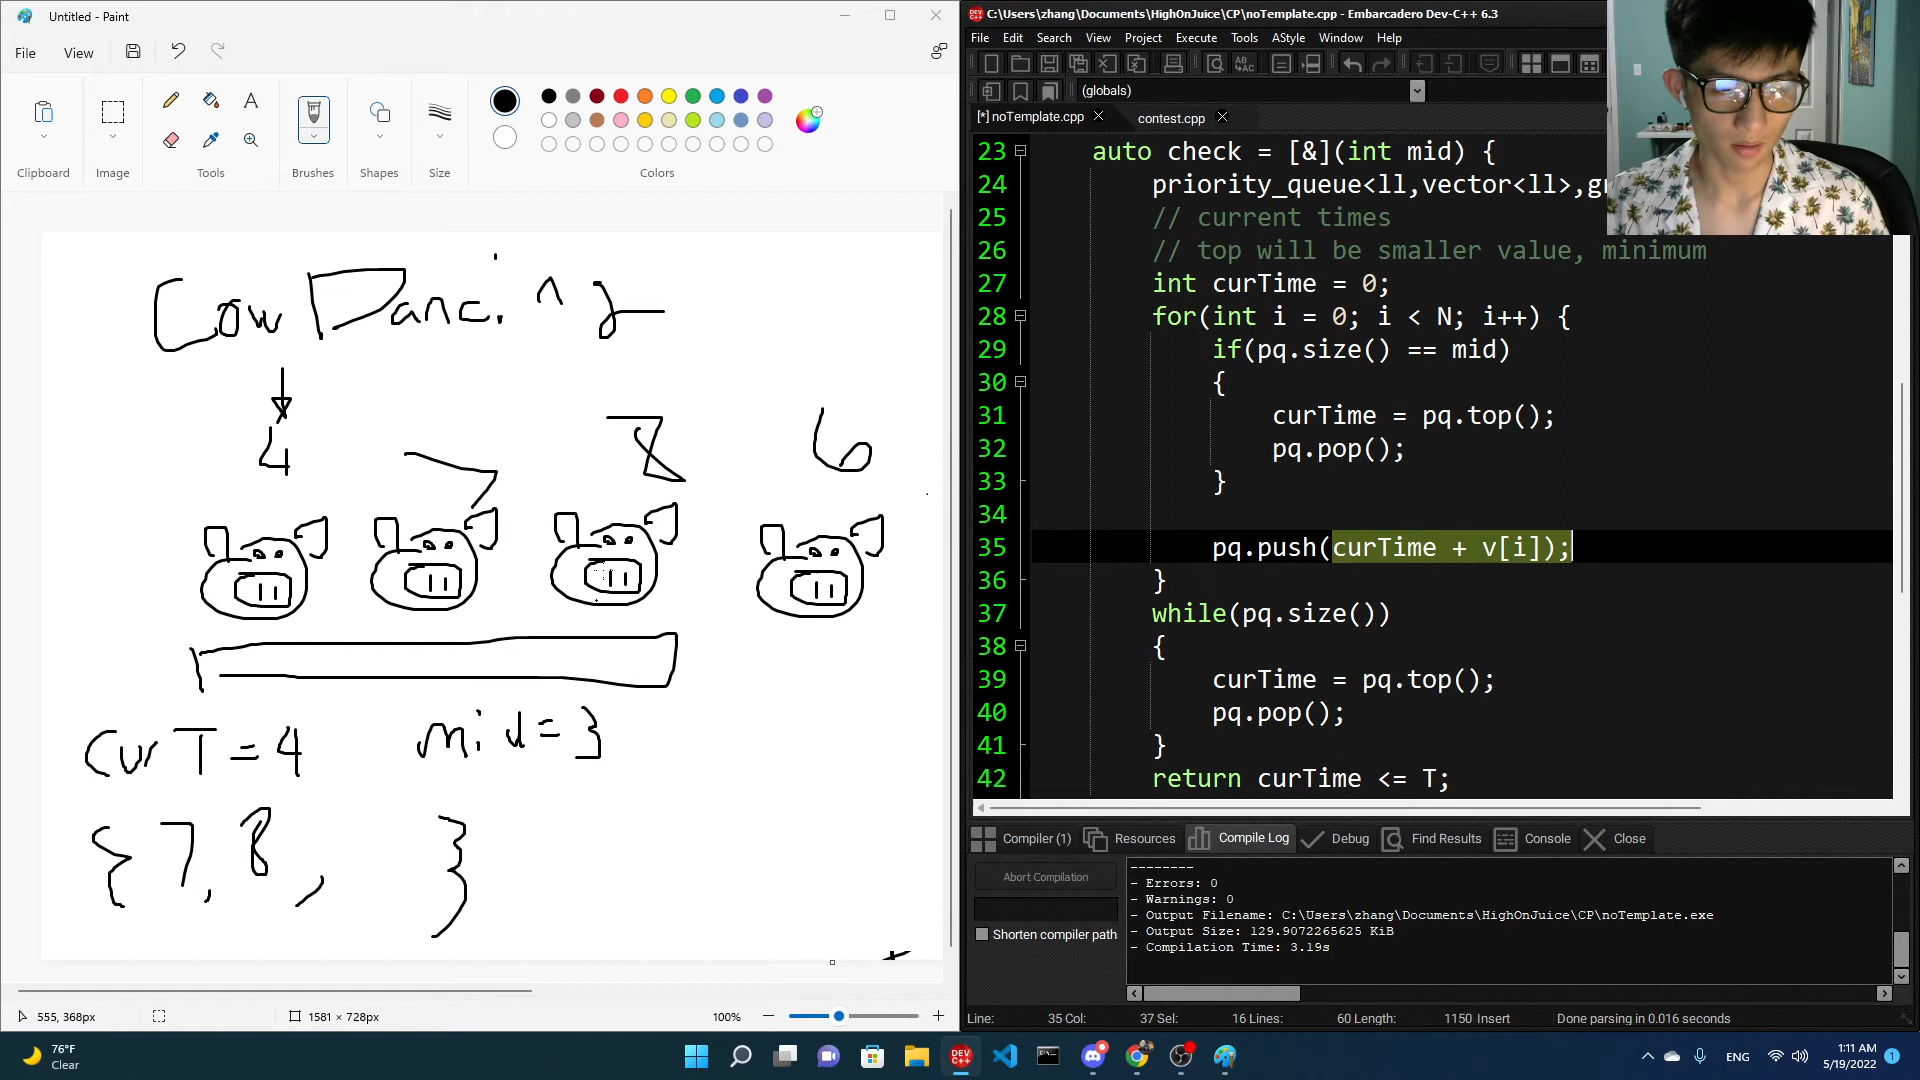 Untitled - Paint
File View
Clipboard Image Tools Brushes Shapes Size Colors
Cow Dancing
4 7 8 6
Cur T = 4 mid = 3
{ 7, 8, }
555, 368px 1581 × 728px 100%
C:\Users\zhang\Documents\HighOnJuice\CP\noTemplate.cpp - Embarcadero Dev-C++ 6.3
File Edit Search View Project Execute Tools AStyle Window Help
(globals)
[*] noTemplate.cpp contest.cpp
23 auto check = [&](int mid) {
24 priority_queue<ll,vector<ll>,gr
25 // current times
26 // top will be smaller value, minimum
27 int curTime = 0;
28 for(int i = 0; i < N; i++) {
29 if(pq.size() == mid)
30 {
31 curTime = pq.top();
32 pq.pop();
33 }
34
35 pq.push(curTime + v[i]);
36 }
37 while(pq.size())
38 {
39 curTime = pq.top();
40 pq.pop();
41 }
42 return curTime <= T;
Compiler (1) Resources Compile Log Debug Find Results Console Close
Abort Compilation
Shorten compiler path
--------
- Errors: 0
- Warnings: 0
- Output Filename: C:\Users\zhang\Documents\HighOnJuice\CP\noTemplate.exe
- Output Size: 129.9072265625 KiB
- Compilation Time: 3.19s
Line: 35 Col: 37 Sel: 16 Lines: 60 Length: 1150 Insert Done parsing in 0.016 seconds
76°F
Clear
DEV C++
ENG
1:11 AM
5/19/2022
1